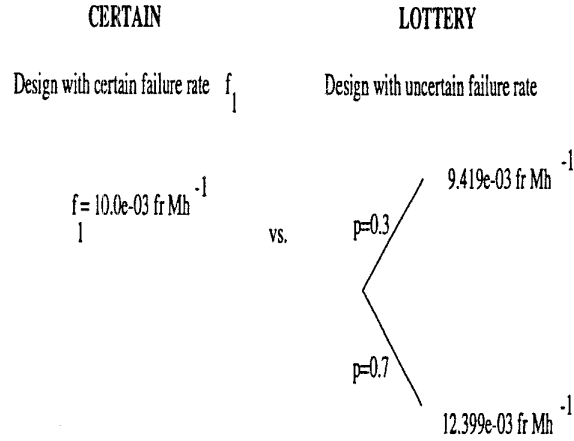 CERTAIN LOTTERY
Design with certain failure rate f1 Design with uncertain failure rate
9.419e-03 fr Mh -1
f = 10.0e-03 fr Mh -1
1
vs.
p=0.3
p=0.7
12.399e-03 fr Mh -1